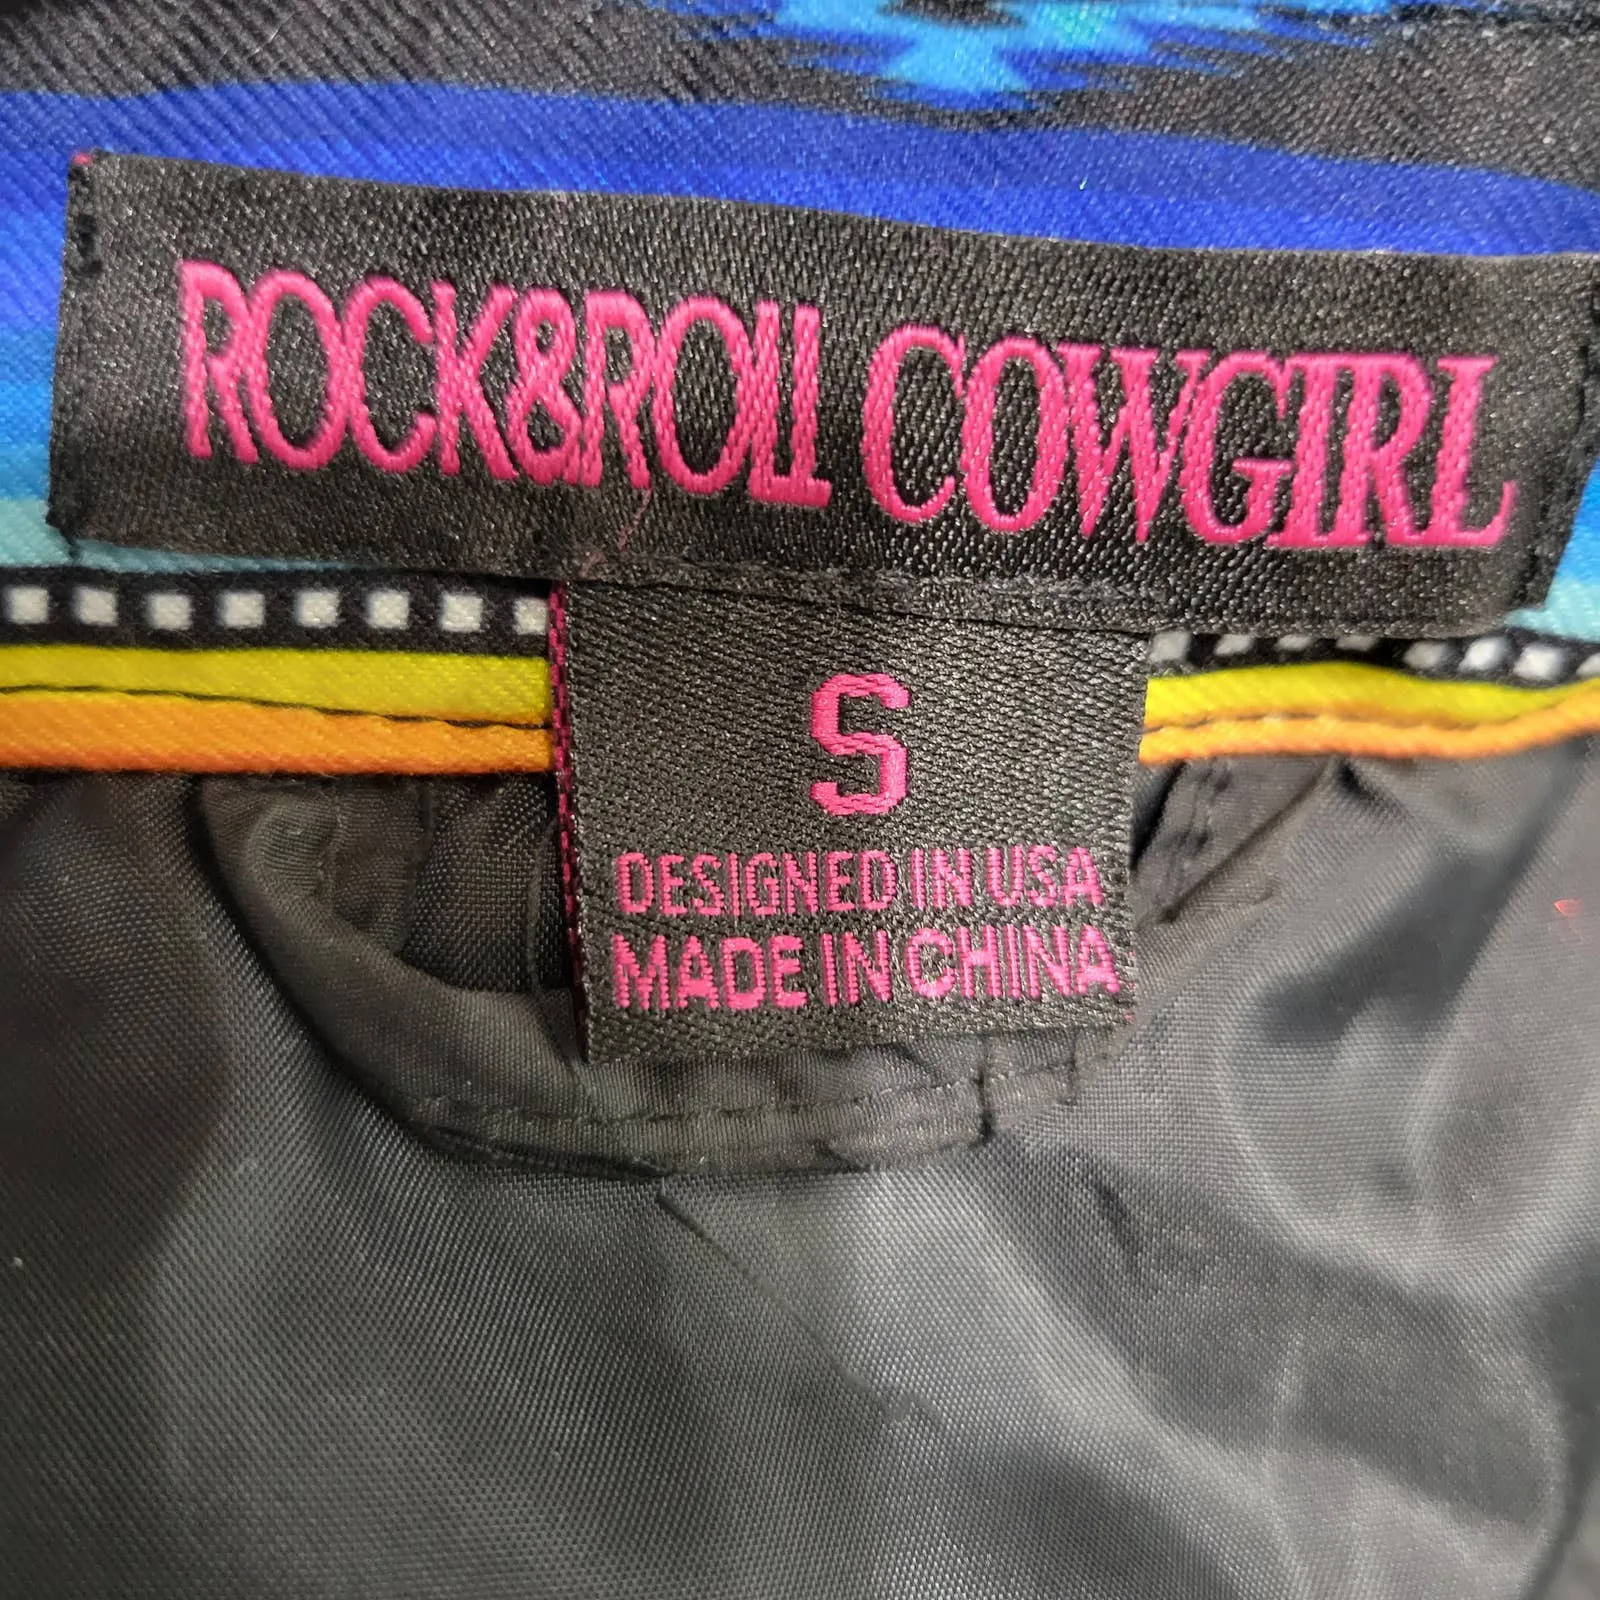 ROCK&ROLL COWGIRL
S
DESIGNED IN USA
MADE IN CHINA